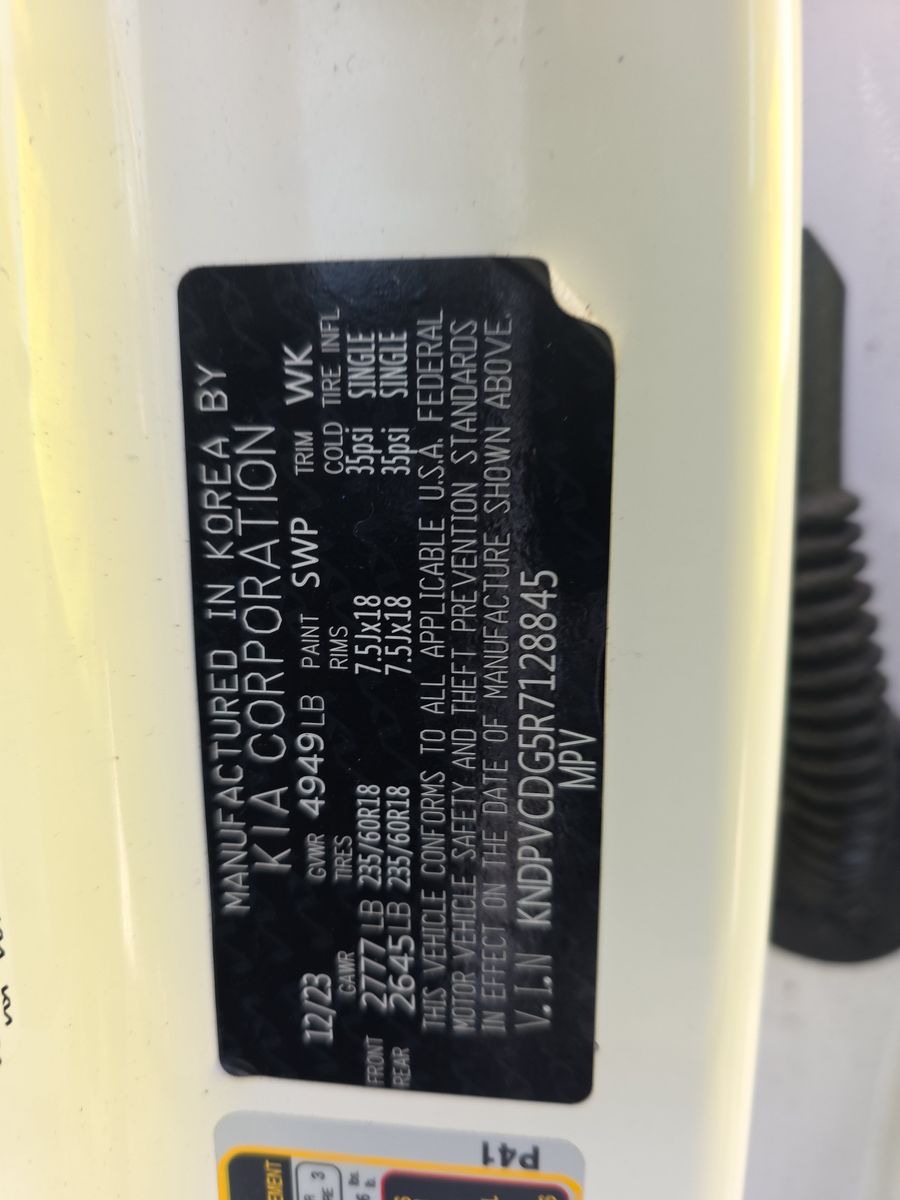 MANUFACTURED IN KOREA BY
KIA CORPORATION
12/23 GVWR 4949LB PAINT SWP TRIM WK
GAWR TIRES RIMS COLD TIRE INFL
FRONT 2777 LB 235/60R18 7.5Jx18 35psi SINGLE
REAR 2645LB 235/60R18 7.5Jx18 35psi SINGLE
THIS VEHICLE CONFORMS TO ALL APPLICABLE U.S.A. FEDERAL
MOTOR VEHICLE SAFETY AND THEFT PREVENTION STANDARDS
IN EFFECT ON THE DATE OF MANUFACTURE SHOWN ABOVE.
V.I.N KNDPVCDG5R7128845
MPV
P41